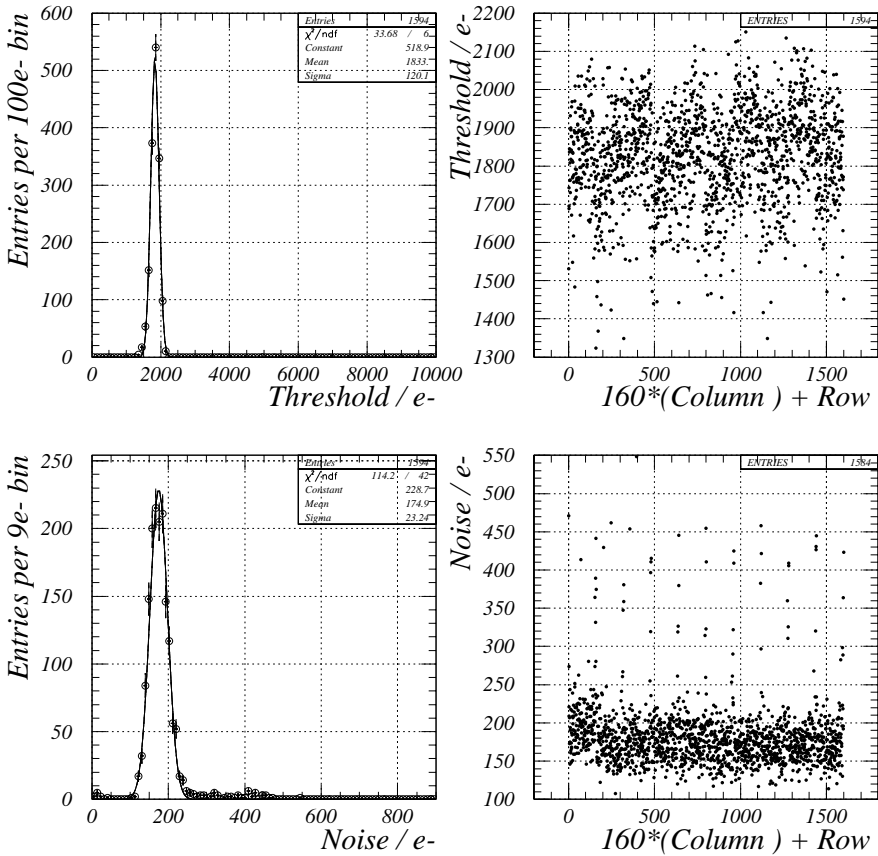 Entries per 100e- bin
600
500
400
300
200
100
0
0 2000 4000 6000 8000 10000
Threshold / e-
Entries 1594
χ²/ndf 33.68 / 6
Constant 518.9
Mean 1833.
Sigma 120.1
Threshold / e-
2200
2100
2000
1900
1800
1700
1600
1500
1400
1300
0 500 1000 1500
160*(Column ) + Row
ENTRIES 1594
Entries per 9e- bin
250
200
150
100
50
0
0 200 400 600 800
Noise / e-
Entries 1594
χ²/ndf 114.2 / 42
Constant 228.7
Mean 174.9
Sigma 23.24
Noise / e-
550
500
450
400
350
300
250
200
150
100
0 500 1000 1500
160*(Column ) + Row
ENTRIES 1584